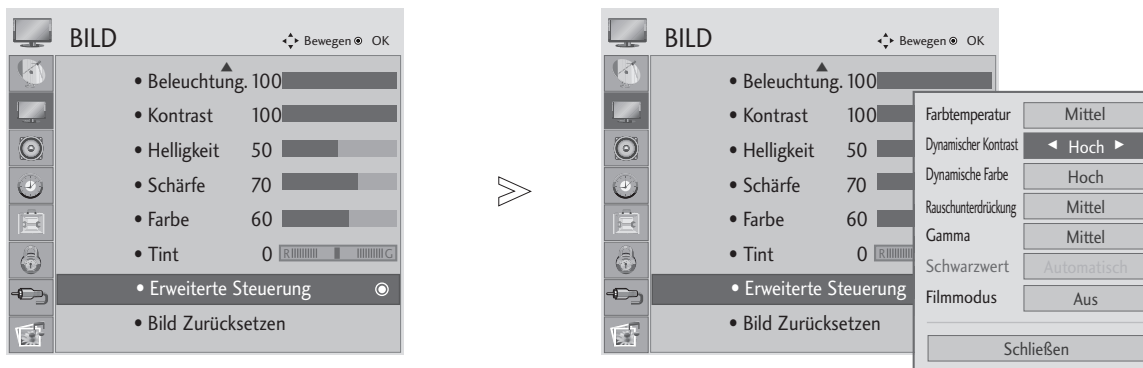 BILD
Bewegen OK
• Beleuchtung. 100
• Kontrast 100
• Helligkeit 50
• Schärfe 70
• Farbe 60
• Tint 0 R G
• Erweiterte Steuerung
• Bild Zurücksetzen
BILD
Bewegen OK
• Beleuchtung. 100
• Kontrast 100
• Helligkeit 50
• Schärfe 70
• Farbe 60
• Tint 0 R
• Erweiterte Steuerung
• Bild Zurücksetzen
Farbtemperatur Mittel
Dynamischer Kontrast ◄ Hoch ►
Dynamische Farbe Hoch
Rauschunterdrückung Mittel
Gamma Mittel
Schwarzwert Automatisch
Filmmodus Aus
Schließen